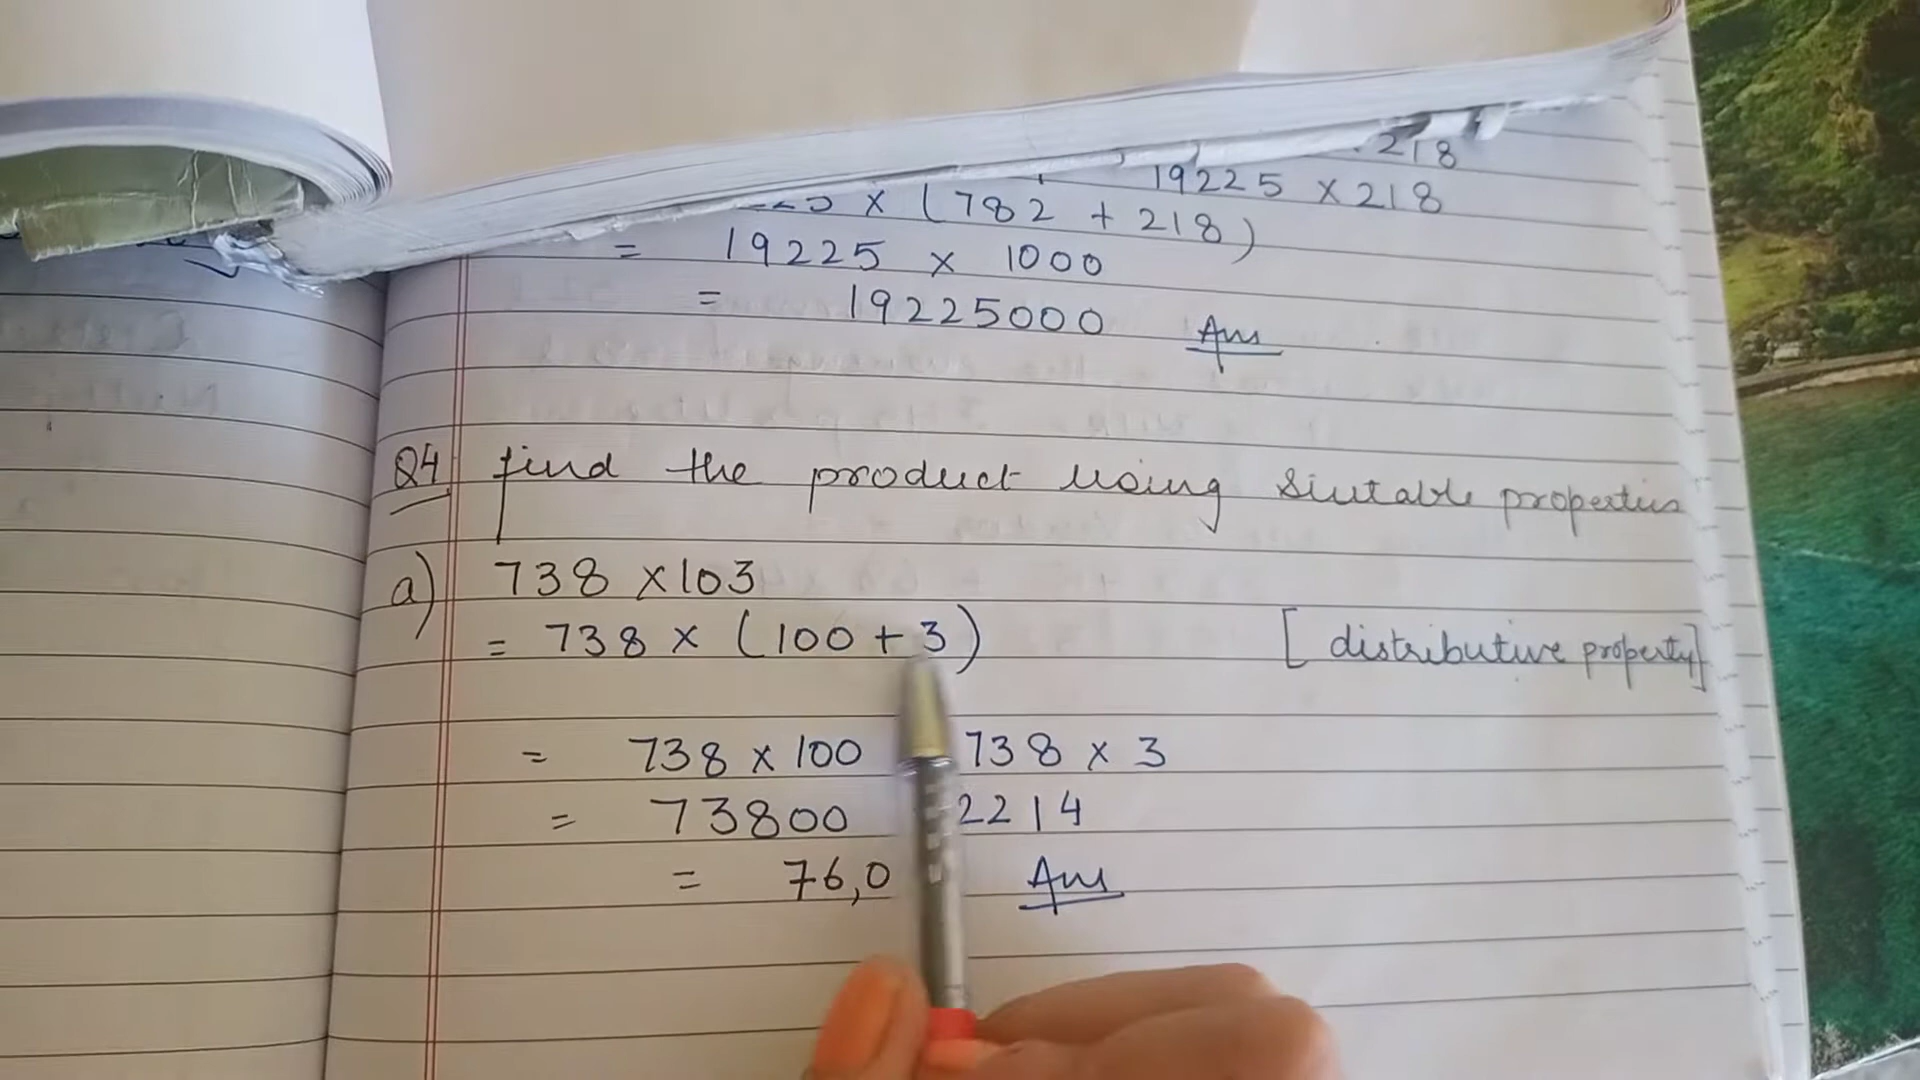 218
19225 × 218
× (782 + 218)
= 19225 × 1000
= 19225000 Ans
Q4 find the product using suitable properties
a) 738 × 103
= 738 × (100 + 3) [distributive property]
= 738 × 100 738 × 3
= 73800 2214
= 76,0 Ans